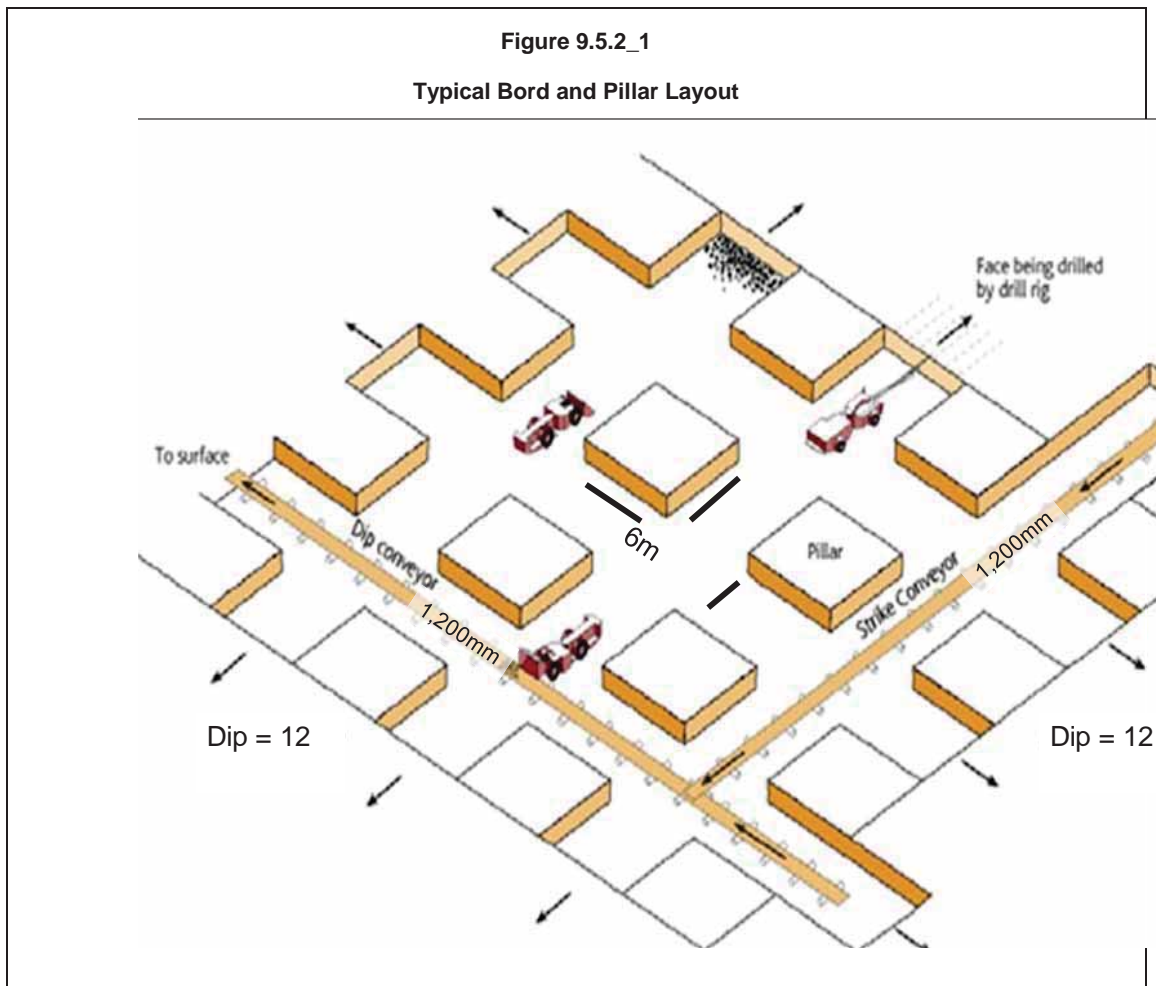 Figure 9.5.2_1
Typical Bord and Pillar Layout
Face being drilled
by drill rig
To surface
6m
Dip conveyor
1,200mm
Pillar
Strike Conveyor
1,200mm
Dip = 12
Dip = 12